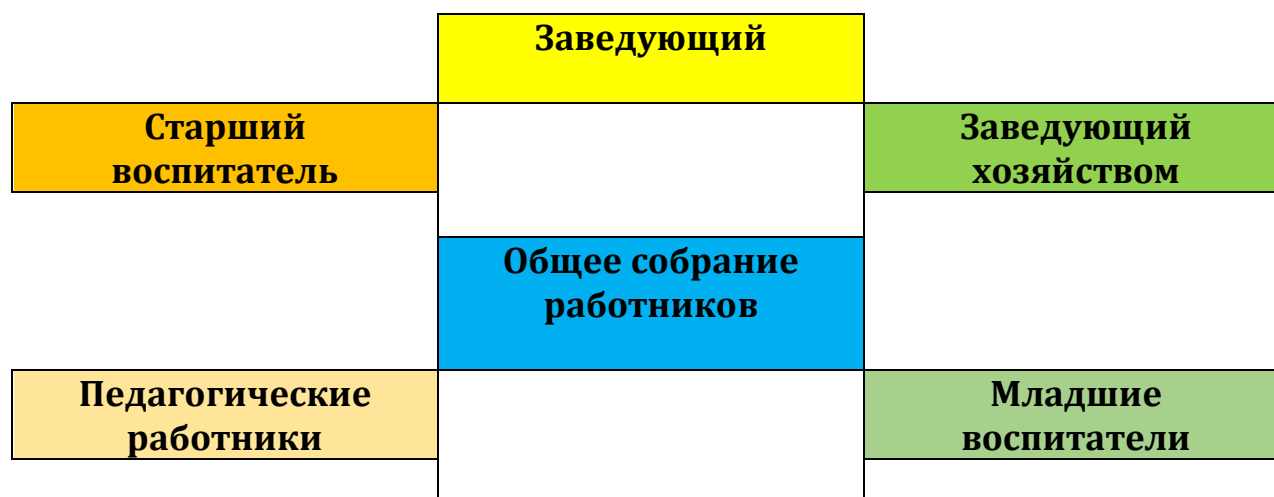 Заведующий
Старший
воспитатель
Заведующий
хозяйством
Общее собрание
работников
Педагогические
работники
Младшие
воспитатели